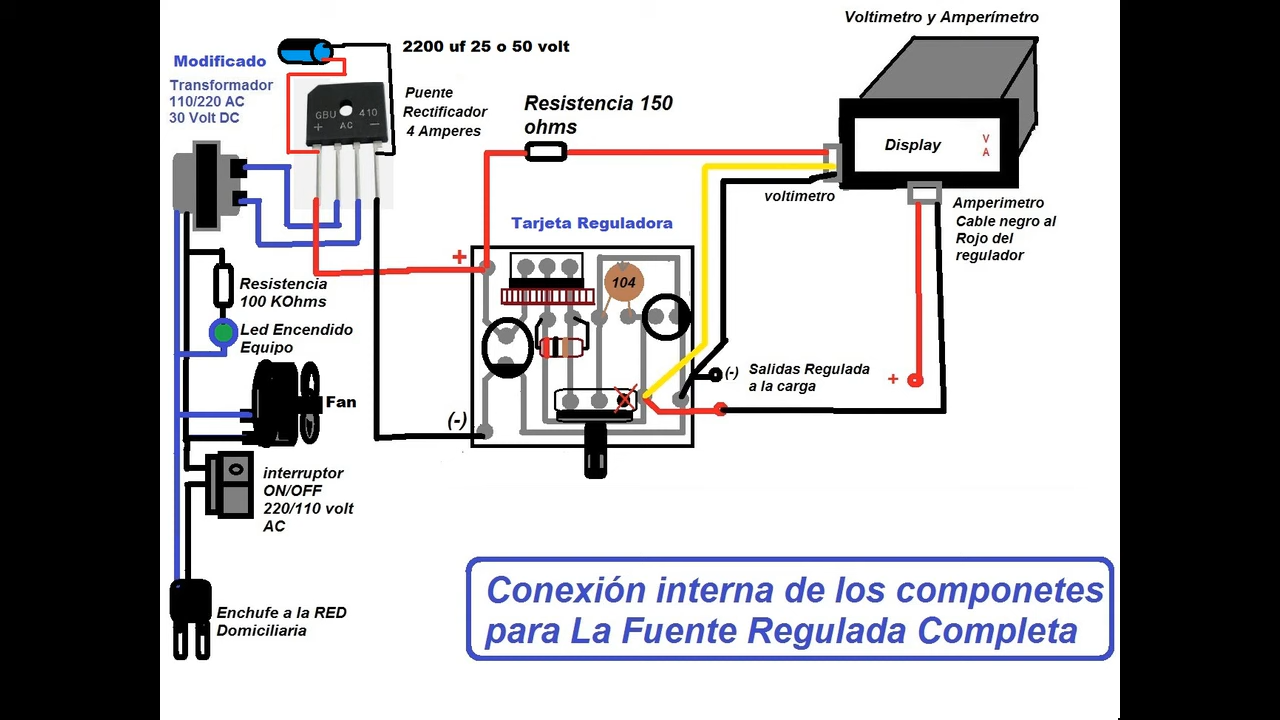 Voltimetro y Amperímetro
2200 uf 25 o 50 volt
Modificado
Transformador
110/220 AC
30 Volt DC
Puente
Rectificador
4 Amperes
GBU 410
+ AC −
Resistencia 150
ohms
Display
V
A
voltimetro
Amperimetro
Cable negro al
Rojo del
regulador
Tarjeta Reguladora
+
104
Resistencia
100 KOhms
Led Encendido
Equipo
(-)
Salidas Regulada
a la carga
+
Fan
(-)
interruptor
ON/OFF
220/110 volt
AC
Enchufe a la RED
Domiciliaria
Conexión interna de los componetes
para La Fuente Regulada Completa